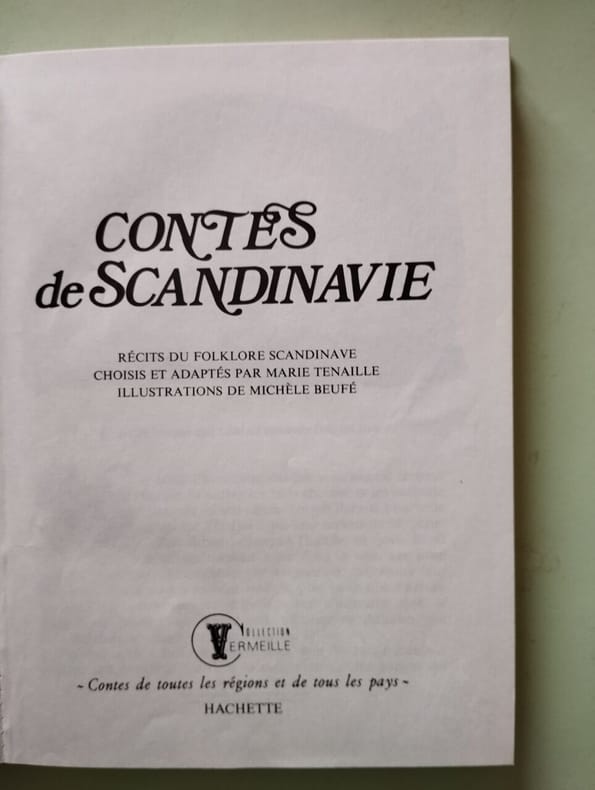 CONTES
de SCANDINAVIE
RÉCITS DU FOLKLORE SCANDINAVE
CHOISIS ET ADAPTÉS PAR MARIE TENAILLE
ILLUSTRATIONS DE MICHÈLE BEUFÉ
COLLECTION
VERMEILLE
~ Contes de toutes les régions et de tous les pays ~
HACHETTE